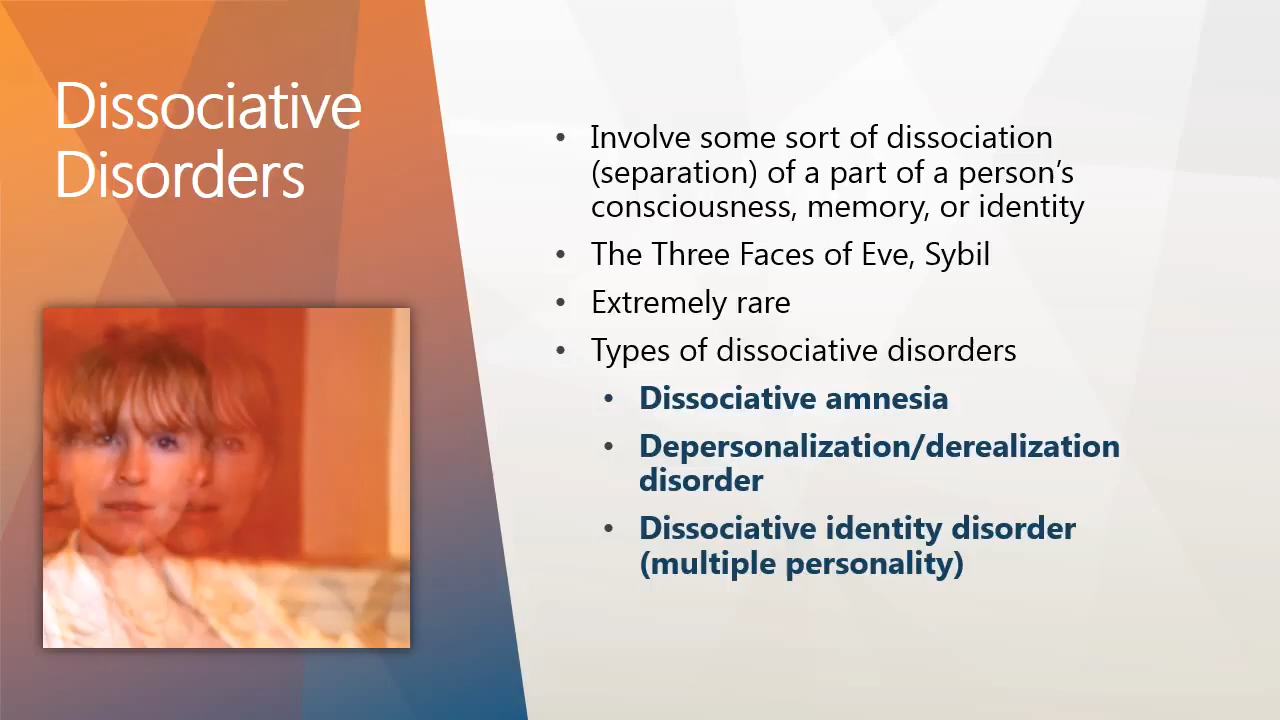 Dissociative
Disorders
• Involve some sort of dissociation
(separation) of a part of a person’s
consciousness, memory, or identity
• The Three Faces of Eve, Sybil
• Extremely rare
• Types of dissociative disorders
• Dissociative amnesia
• Depersonalization/derealization
disorder
• Dissociative identity disorder
(multiple personality)